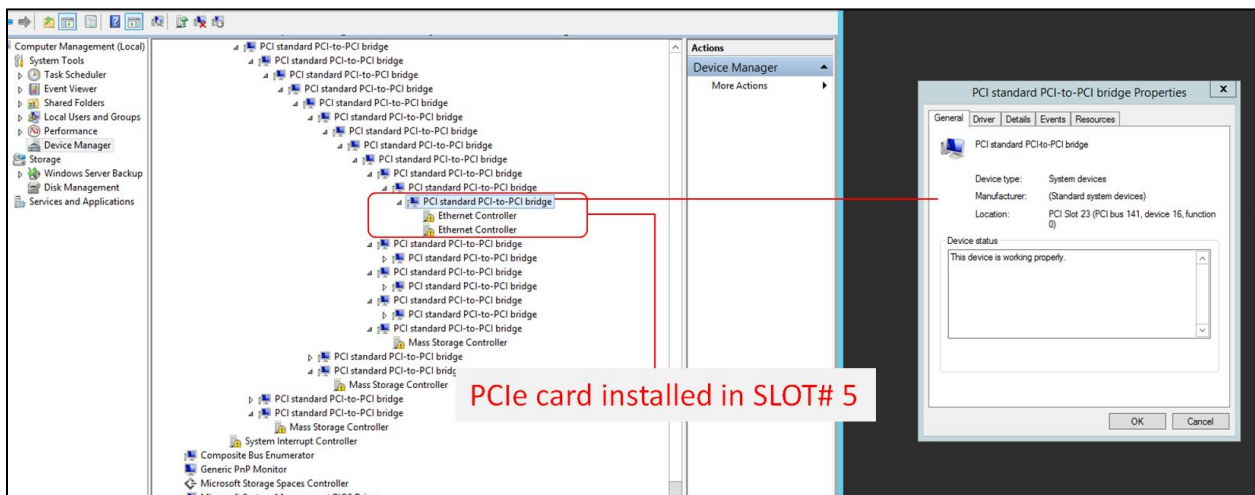 Computer Management (Local)
System Tools
Task Scheduler
Event Viewer
Shared Folders
Local Users and Groups
Performance
Device Manager
Storage
Windows Server Backup
Disk Management
Services and Applications
PCI standard PCI-to-PCI bridge
PCI standard PCI-to-PCI bridge
PCI standard PCI-to-PCI bridge
PCI standard PCI-to-PCI bridge
PCI standard PCI-to-PCI bridge
PCI standard PCI-to-PCI bridge
PCI standard PCI-to-PCI bridge
PCI standard PCI-to-PCI bridge
PCI standard PCI-to-PCI bridge
PCI standard PCI-to-PCI bridge
PCI standard PCI-to-PCI bridge
PCI standard PCI-to-PCI bridge
Ethernet Controller
Ethernet Controller
PCI standard PCI-to-PCI bridge
PCI standard PCI-to-PCI bridge
PCI standard PCI-to-PCI bridge
PCI standard PCI-to-PCI bridge
PCI standard PCI-to-PCI bridge
PCI standard PCI-to-PCI bridge
PCI standard PCI-to-PCI bridge
Mass Storage Controller
PCI standard PCI-to-PCI bridge
PCI standard PCI-to-PCI bridg
Mass Storage Controller
PCI standard PCI-to-PCI bridge
PCI standard PCI-to-PCI bridge
Mass Storage Controller
System Interrupt Controller
Composite Bus Enumerator
Generic PnP Monitor
Microsoft Storage Spaces Controller
PCIe card installed in SLOT# 5
Actions
Device Manager
More Actions
PCI standard PCI-to-PCI bridge Properties
General Driver Details Events Resources
PCI standard PCI-to-PCI bridge
Device type: System devices
Manufacturer: (Standard system devices)
Location: PCI Slot 23 (PCI bus 141, device 16, function
0)
Device status
This device is working properly.
OK Cancel